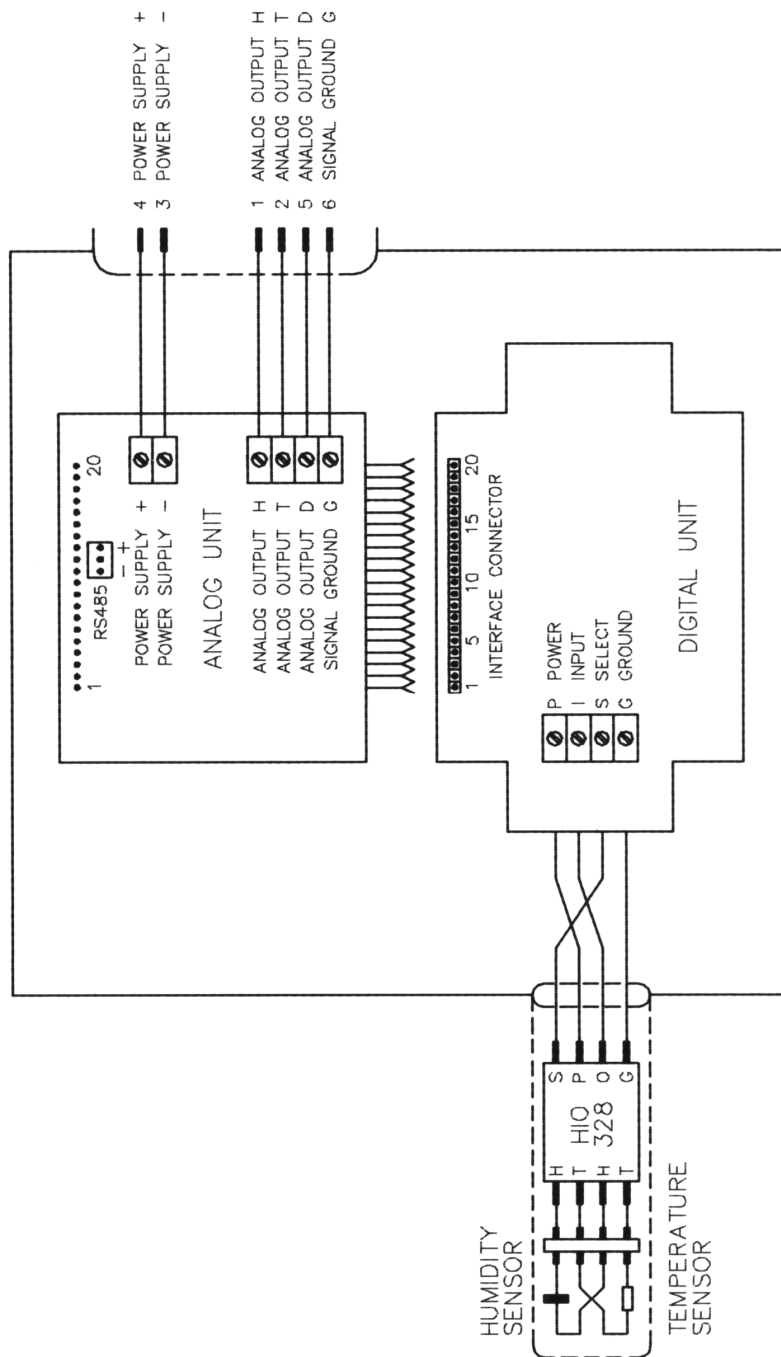 4 POWER SUPPLY +
3 POWER SUPPLY -
1 ANALOG OUTPUT H
2 ANALOG OUTPUT T
5 ANALOG OUTPUT D
6 SIGNAL GROUND G
1 20
RS485 - +
POWER SUPPLY +
POWER SUPPLY -
ANALOG UNIT
ANALOG OUTPUT H
ANALOG OUTPUT T
ANALOG OUTPUT D
SIGNAL GROUND G
1 5 10 15 20
INTERFACE CONNECTOR
P POWER
I INPUT
S SELECT
G GROUND
DIGITAL UNIT
S
P
O
G
HIO
328
H
T
H
T
HUMIDITY
SENSOR
TEMPERATURE
SENSOR